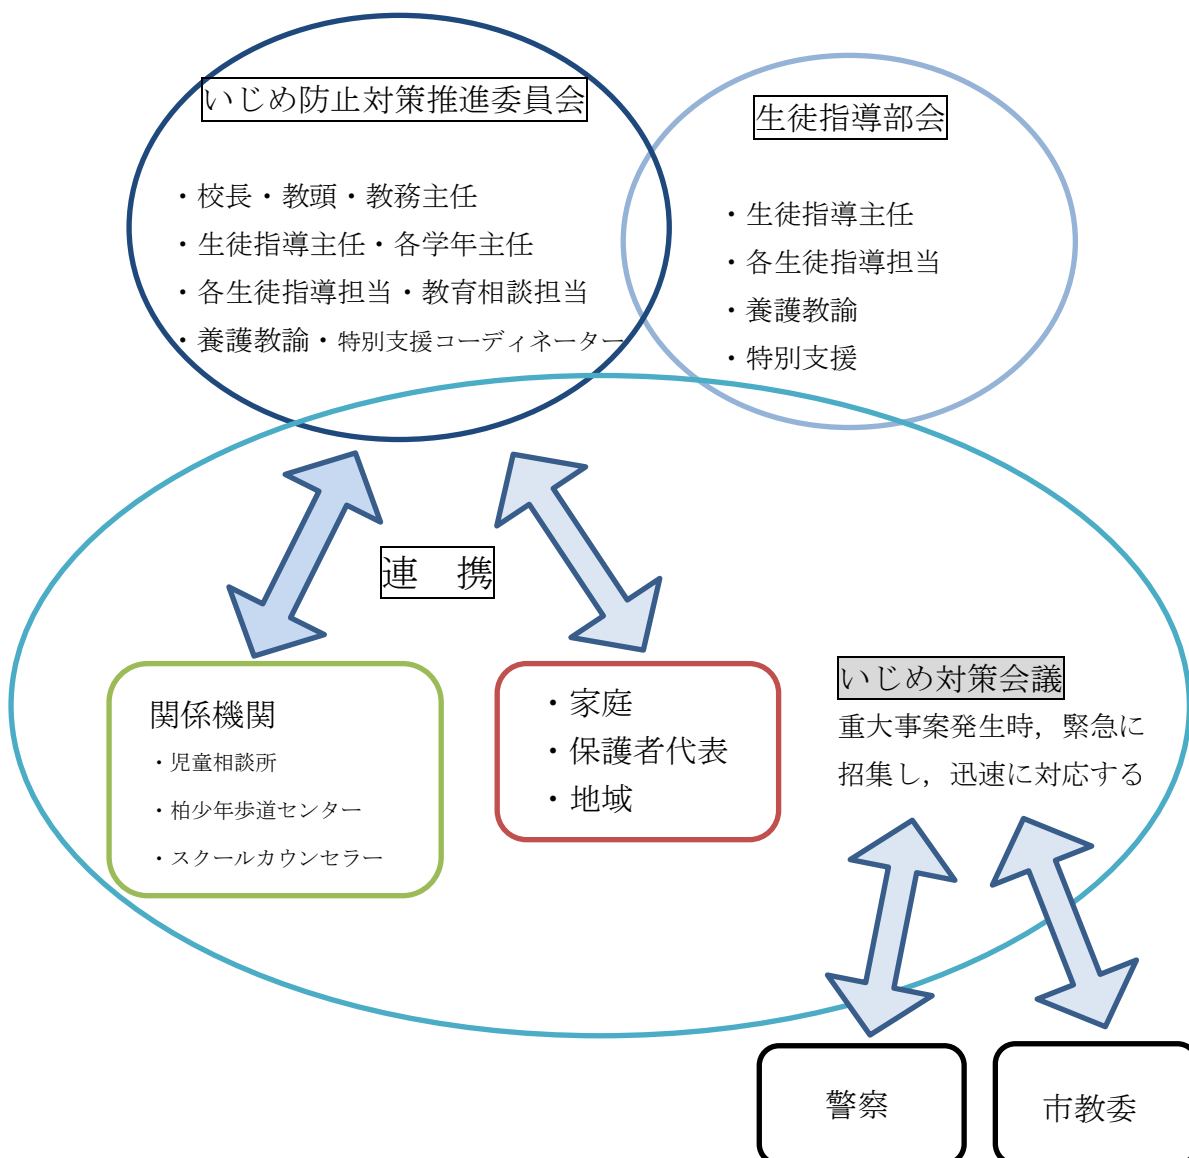 いじめ防止対策推進委員会
・校長・教頭・教務主任
・生徒指導主任・各学年主任
・各生徒指導担当・教育相談担当
・養護教諭・特別支援コーディネーター
生徒指導部会
・生徒指導主任
・各生徒指導担当
・養護教諭
・特別支援
連　携
関係機関
・児童相談所
・柏少年歩道センター
・スクールカウンセラー
・家庭
・保護者代表
・地域
いじめ対策会議
重大事案発生時，緊急に
招集し，迅速に対応する
警察
市教委